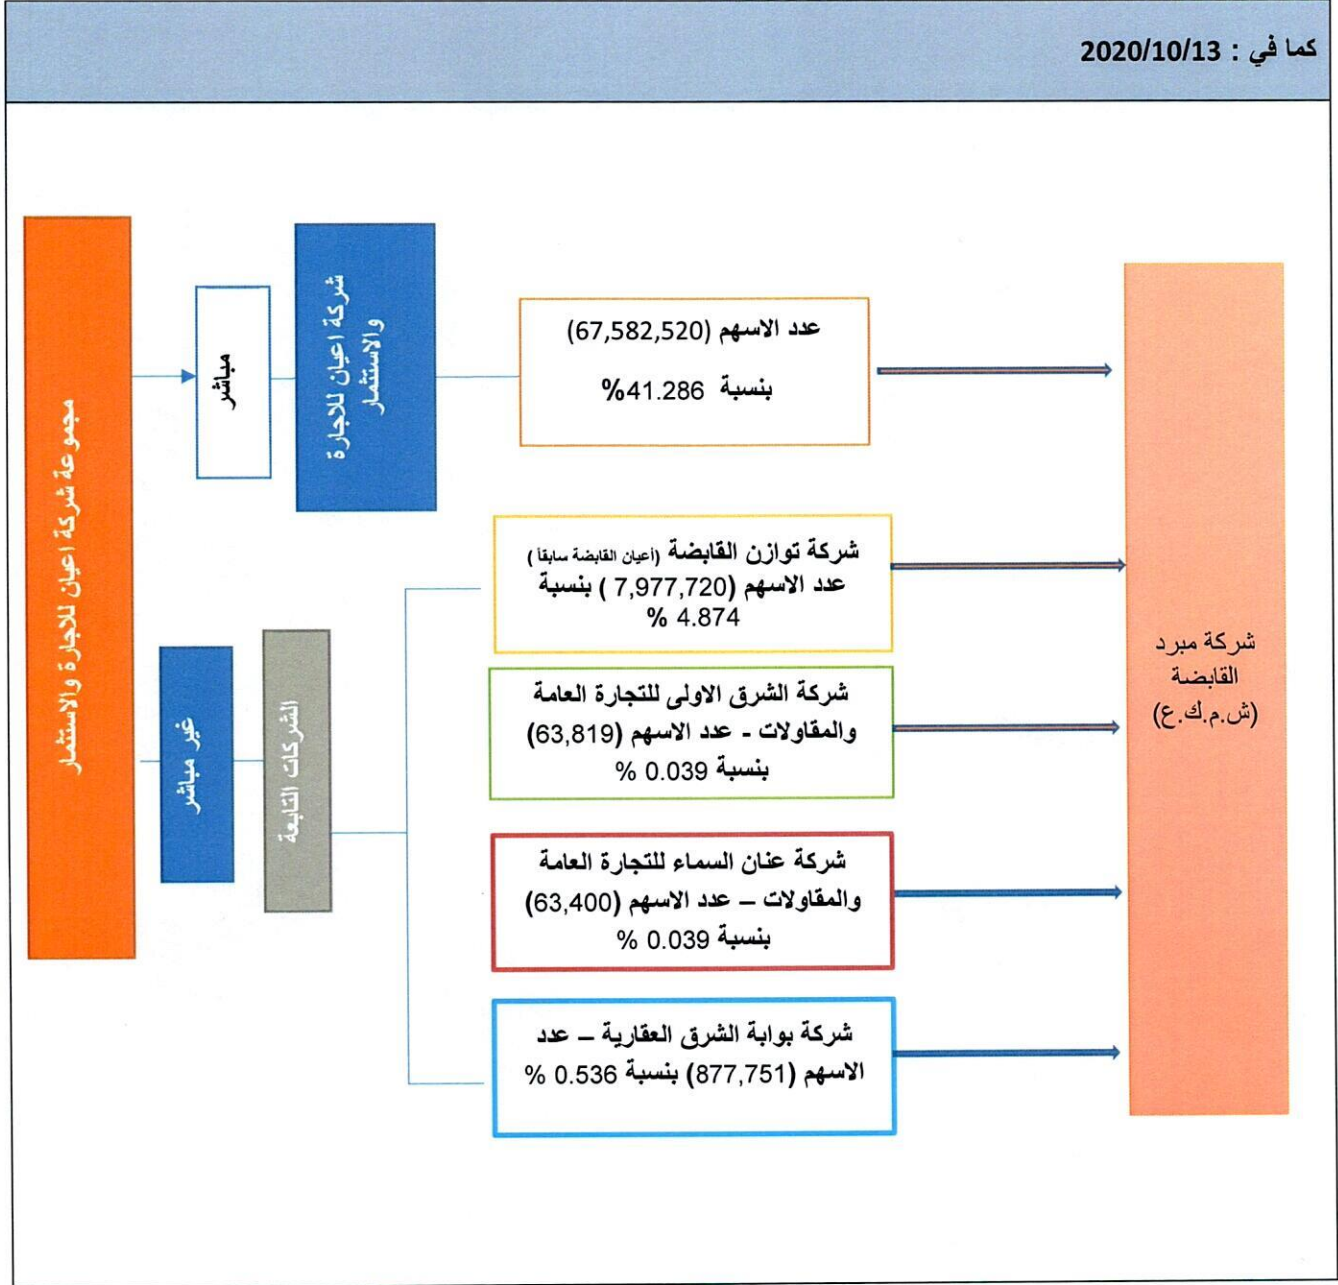 كما في : 2020/10/13
مجموعة شركة اعيان للاجارة والاستثمار
مباشر
شركة اعيان للاجارة
والاستثمار
عدد الاسهم (67,582,520)
بنسبة 41.286%
غير مباشر
الشركات التابعة
شركة توازن القابضة (أعيان القابضة سابقاً )
عدد الاسهم (7,977,720 ) بنسبة
4.874 %
شركة الشرق الاولى للتجارة العامة
والمقاولات - عدد الاسهم (63,819)
بنسبة 0.039 %
شركة عنان السماء للتجارة العامة
والمقاولات – عدد الاسهم (63,400)
بنسبة 0.039 %
شركة بوابة الشرق العقارية – عدد
الاسهم (877,751) بنسبة 0.536 %
شركة مبرد
القابضة
(ش.م.ك.ع)